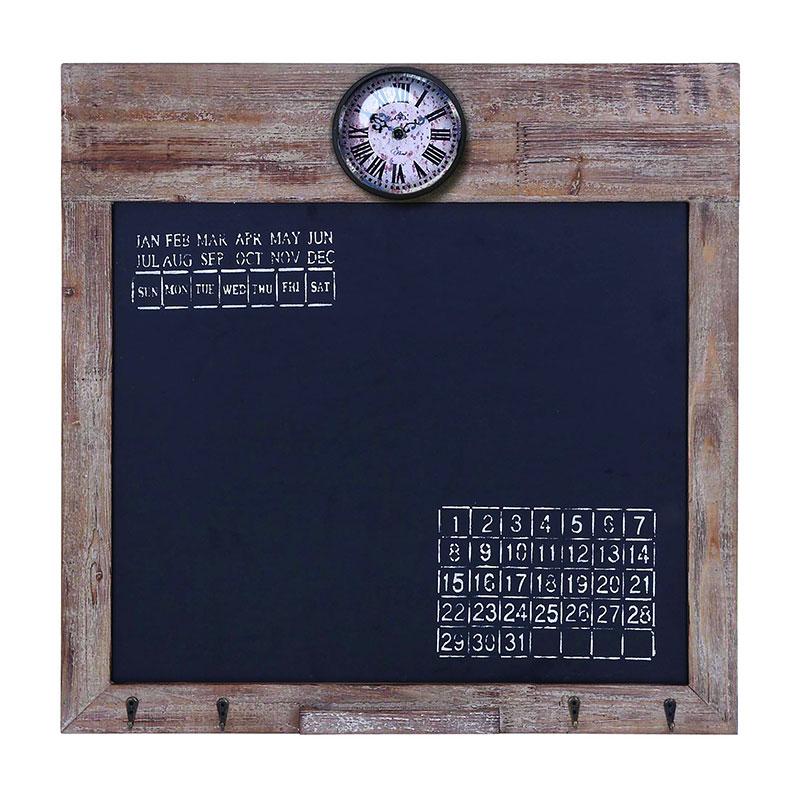 JAN FEB MAR APR MAY JUN
JUL AUG SEP OCT NOV DEC
SUN MON TUE WED THU FRI SAT
1 2 3 4 5 6 7
8 9 10 11 12 13 14
15 16 17 18 19 20 21
22 23 24 25 26 27 28
29 30 31